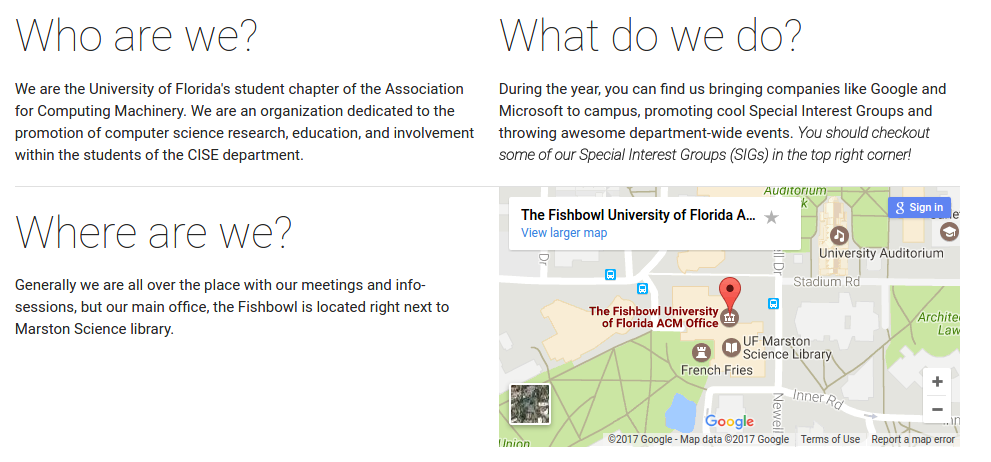 Who are we?
We are the University of Florida's student chapter of the Association
for Computing Machinery. We are an organization dedicated to the
promotion of computer science research, education, and involvement
within the students of the CISE department.
What do we do?
During the year, you can find us bringing companies like Google and
Microsoft to campus, promoting cool Special Interest Groups and
throwing awesome department-wide events. You should checkout
some of our Special Interest Groups (SIGs) in the top right corner!
Where are we?
Generally we are all over the place with our meetings and info-
sessions, but our main office, the Fishbowl is located right next to
Marston Science library.
Auditorium
The Fishbowl University of Florida A...
View larger map
Sign in
University Auditorium
Dr
Dr
Stadium Rd
The Fishbowl University
of Florida ACM Office
UF Marston
Science Library
French Fries
Inner Rd
Newell
Union
Google
+
−
©2017 Google - Map data ©2017 Google
Terms of Use
Report a map error